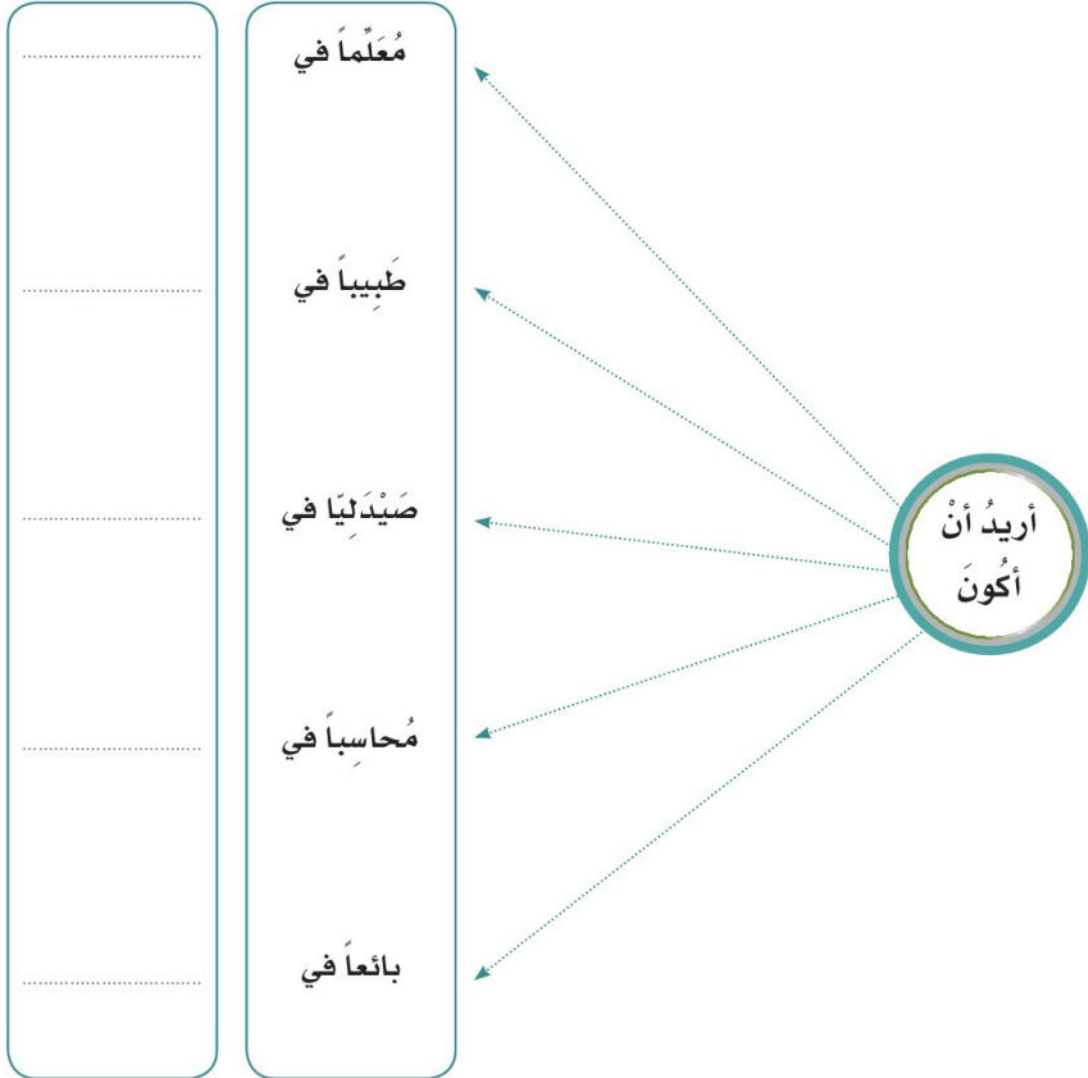 أريدُ أنْ
أكُونَ
مُعَلِّماً في
طَبِيباً في
صَيْدَلِيّا في
مُحاسِباً في
بائعاً في